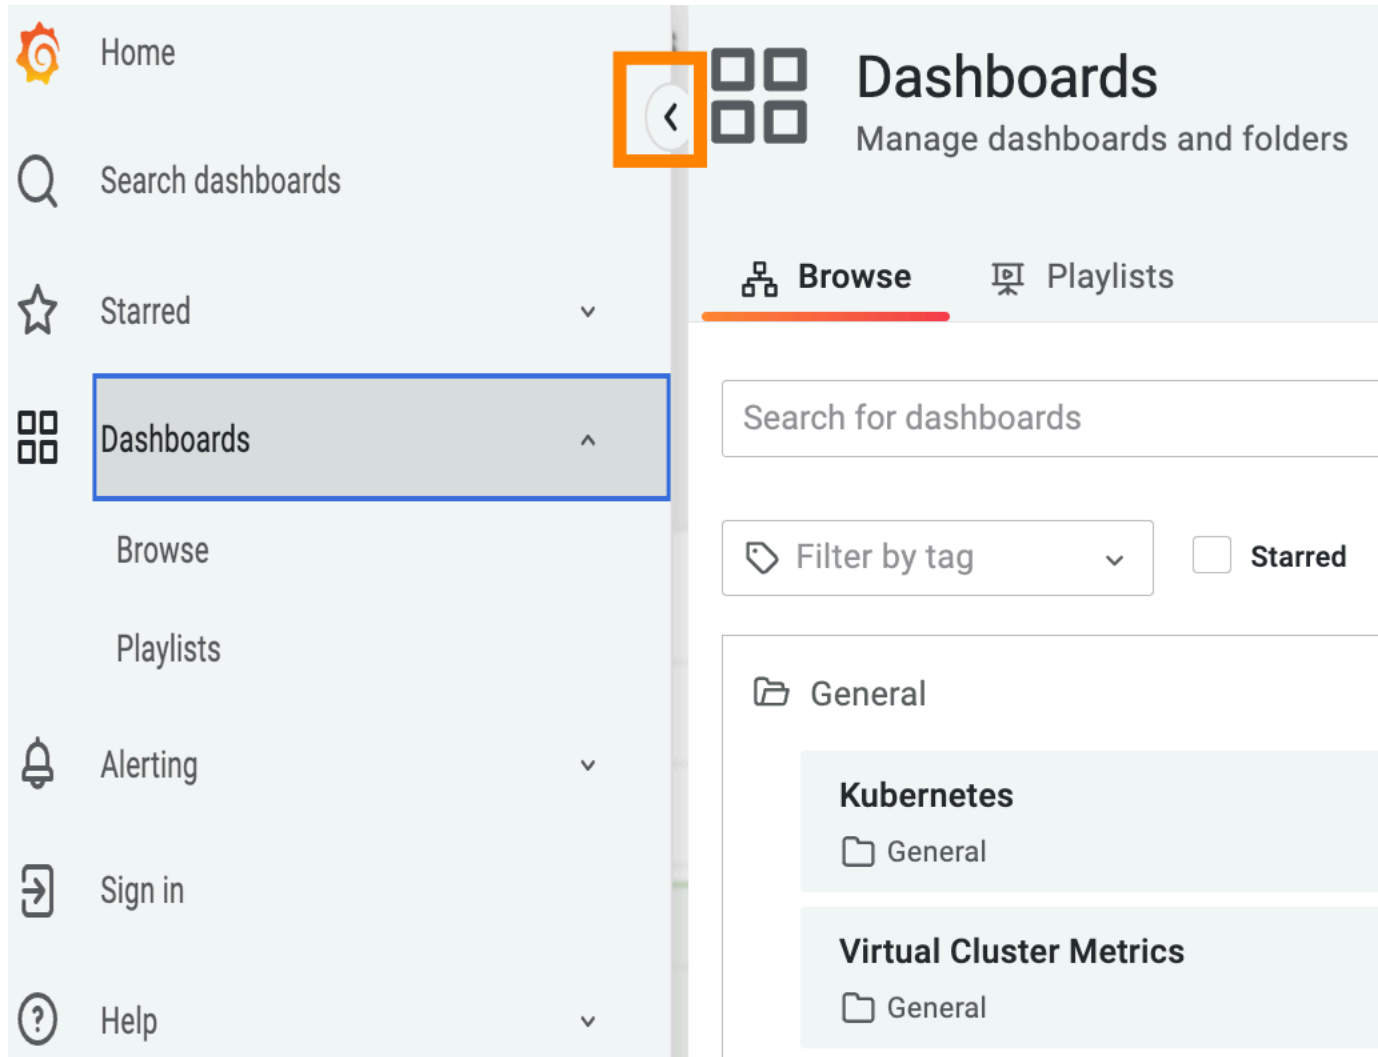 Home
Search dashboards
Starred
Dashboards
Browse
Playlists
Alerting
Sign in
Help
Dashboards
Manage dashboards and folders
Browse
Playlists
Search for dashboards
Filter by tag
Starred
General
Kubernetes
General
Virtual Cluster Metrics
General